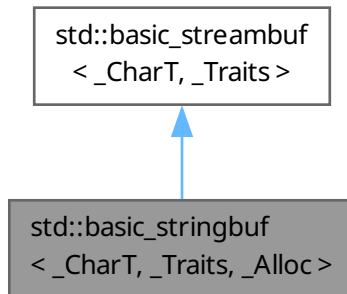 std::basic_streambuf
< _CharT, _Traits >
std::basic_stringbuf
< _CharT, _Traits, _Alloc >